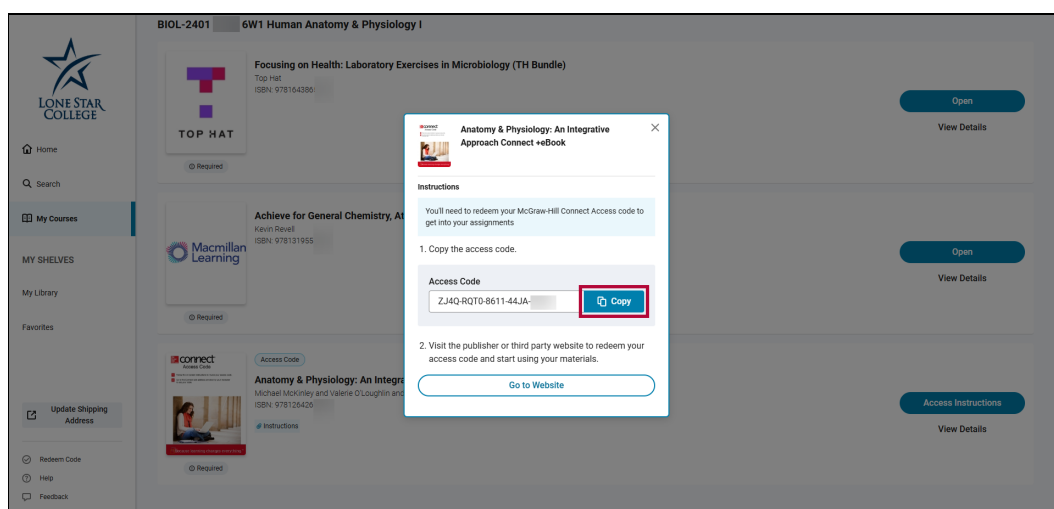 LONE STAR
COLLEGE
Home
Search
My Courses
MY SHELVES
My Library
Favorites
Update Shipping
Address
Redeem Code
Help
Feedback
BIOL-2401 6W1 Human Anatomy & Physiology I
TOP HAT
Required
Focusing on Health: Laboratory Exercises in Microbiology (TH Bundle)
Top Hat
ISBN: 978164386
Open
View Details
Macmillan
Learning
Required
Achieve for General Chemistry, At
Kevin Revell
ISBN: 978131955
Open
View Details
connect
Access Code
Required
Access Code
Anatomy & Physiology: An Integra
Michael McKinley and Valerie O'Loughlin and
ISBN: 978126426
Instructions
Access Instructions
View Details
Anatomy & Physiology: An Integrative
Approach Connect +eBook
Instructions
You'll need to redeem your McGraw-Hill Connect Access code to
get into your assignments
1. Copy the access code.
Access Code
ZJ4Q-RQT0-8611-44JA-
Copy
2. Visit the publisher or third party website to redeem your
access code and start using your materials.
Go to Website